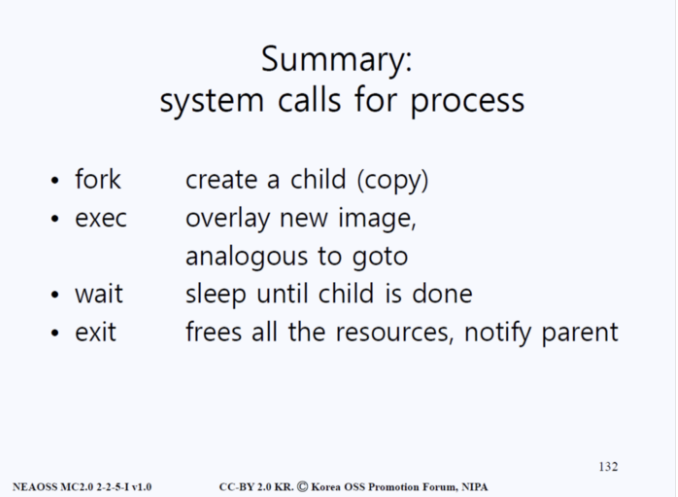 Summary:
system calls for process
• fork create a child (copy)
• exec overlay new image,
analogous to goto
• wait sleep until child is done
• exit frees all the resources, notify parent
132
NEAOSS MC2.0 2-2-5-I v1.0 CC-BY 2.0 KR. Ⓒ Korea OSS Promotion Forum, NIPA